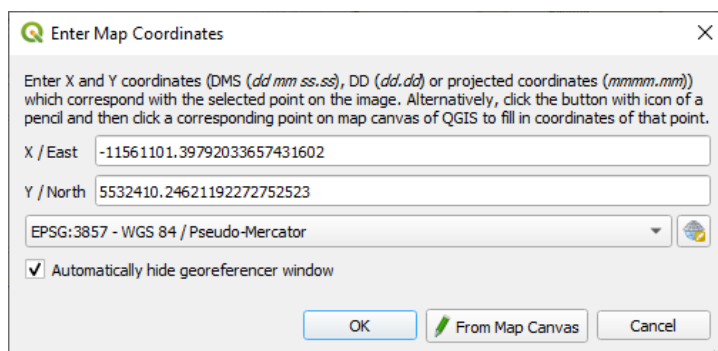 Enter Map Coordinates
Enter X and Y coordinates (DMS (dd mm ss.ss), DD (dd.dd) or projected coordinates (mmmm.mm))
which correspond with the selected point on the image. Alternatively, click the button with icon of a
pencil and then click a corresponding point on map canvas of QGIS to fill in coordinates of that point.
X / East -11561101.39792033657431602
Y / North 5532410.24621192272752523
EPSG:3857 - WGS 84 / Pseudo-Mercator
Automatically hide georeferencer window
OK From Map Canvas Cancel